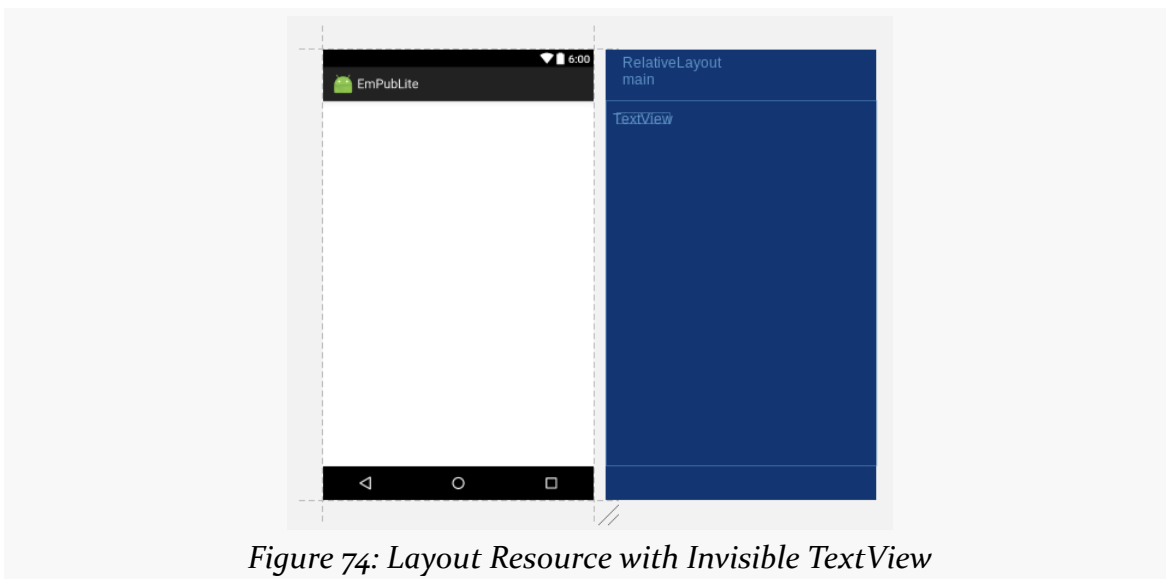 6:00
EmPubLite
RelativeLayout
main
TextView
Figure 74: Layout Resource with Invisible TextView